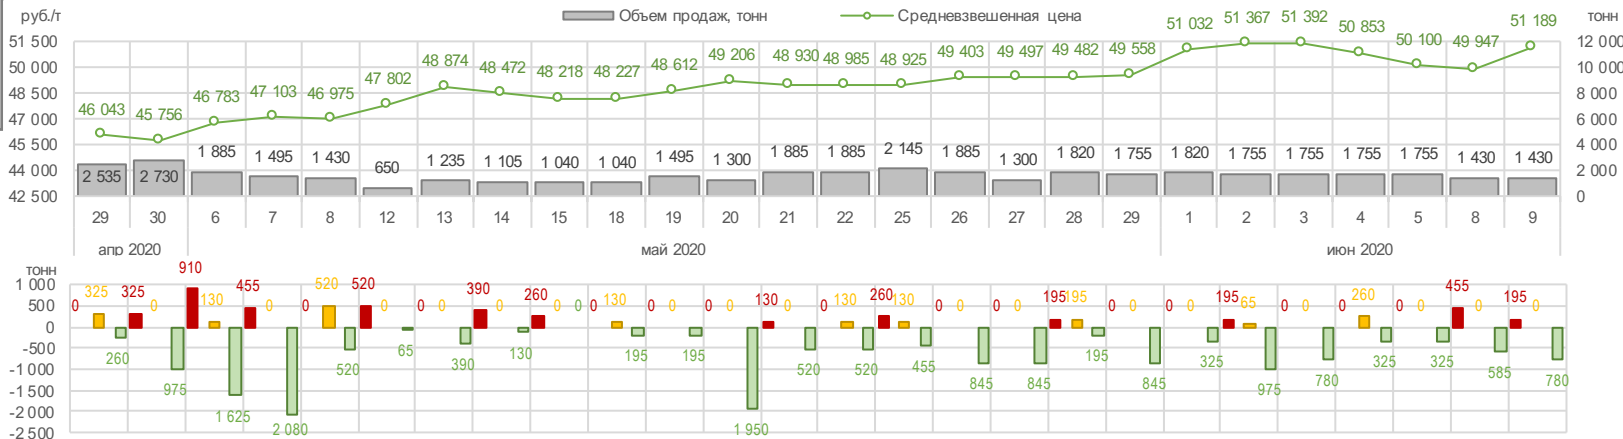 руб./т
Объем продаж, тонн
Средневзвешенная цена
тонн
51 500
50 000
48 500
47 000
45 500
44 000
42 500
12 000
10 000
8 000
6 000
4 000
2 000
0
46 043 45 756 46 783 47 103 46 975 47 802 48 874 48 472 48 218 48 227 48 612 49 206 48 930 48 985 48 925 49 403 49 497 49 482 49 558 51 032 51 367 51 392 50 853 50 100 49 947 51 189
2 535 2 730 1 885 1 495 1 430 650 1 235 1 105 1 040 1 040 1 495 1 300 1 885 1 885 2 145 1 885 1 300 1 820 1 755 1 820 1 755 1 755 1 755 1 755 1 430 1 430
29 30 6 7 8 12 13 14 15 18 19 20 21 22 25 26 27 28 29 1 2 3 4 5 8 9
апр 2020 май 2020 июн 2020
тонн
1 000
500
0
-500
-1 000
-1 500
-2 000
-2 500
0 325 325 0 910 130 455 0 0 520 520 0 0 0 390 0 260 0 0 130 0 0 0 0 130 0 0 130 260 130 0 0 0 0 195 195 0 0 0 0 195 65 0 0 0 260 0 0 455 0 195 0
260 975 1 625 2 080 520 65 390 130 0 195 195 1 950 520 520 455 845 845 195 845 325 975 780 325 325 585 780